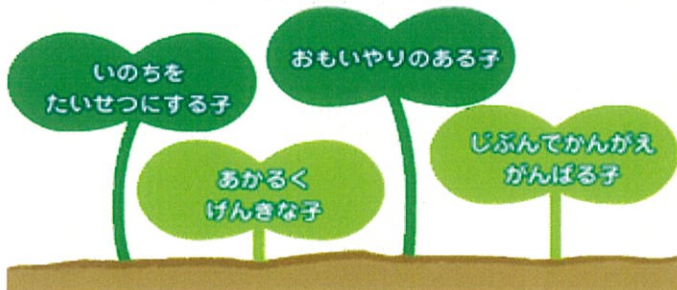 いのちを
たいせつにする子
おもいやりのある子
あかるく
げんきな子
じぶんでかんがえ
がんばる子